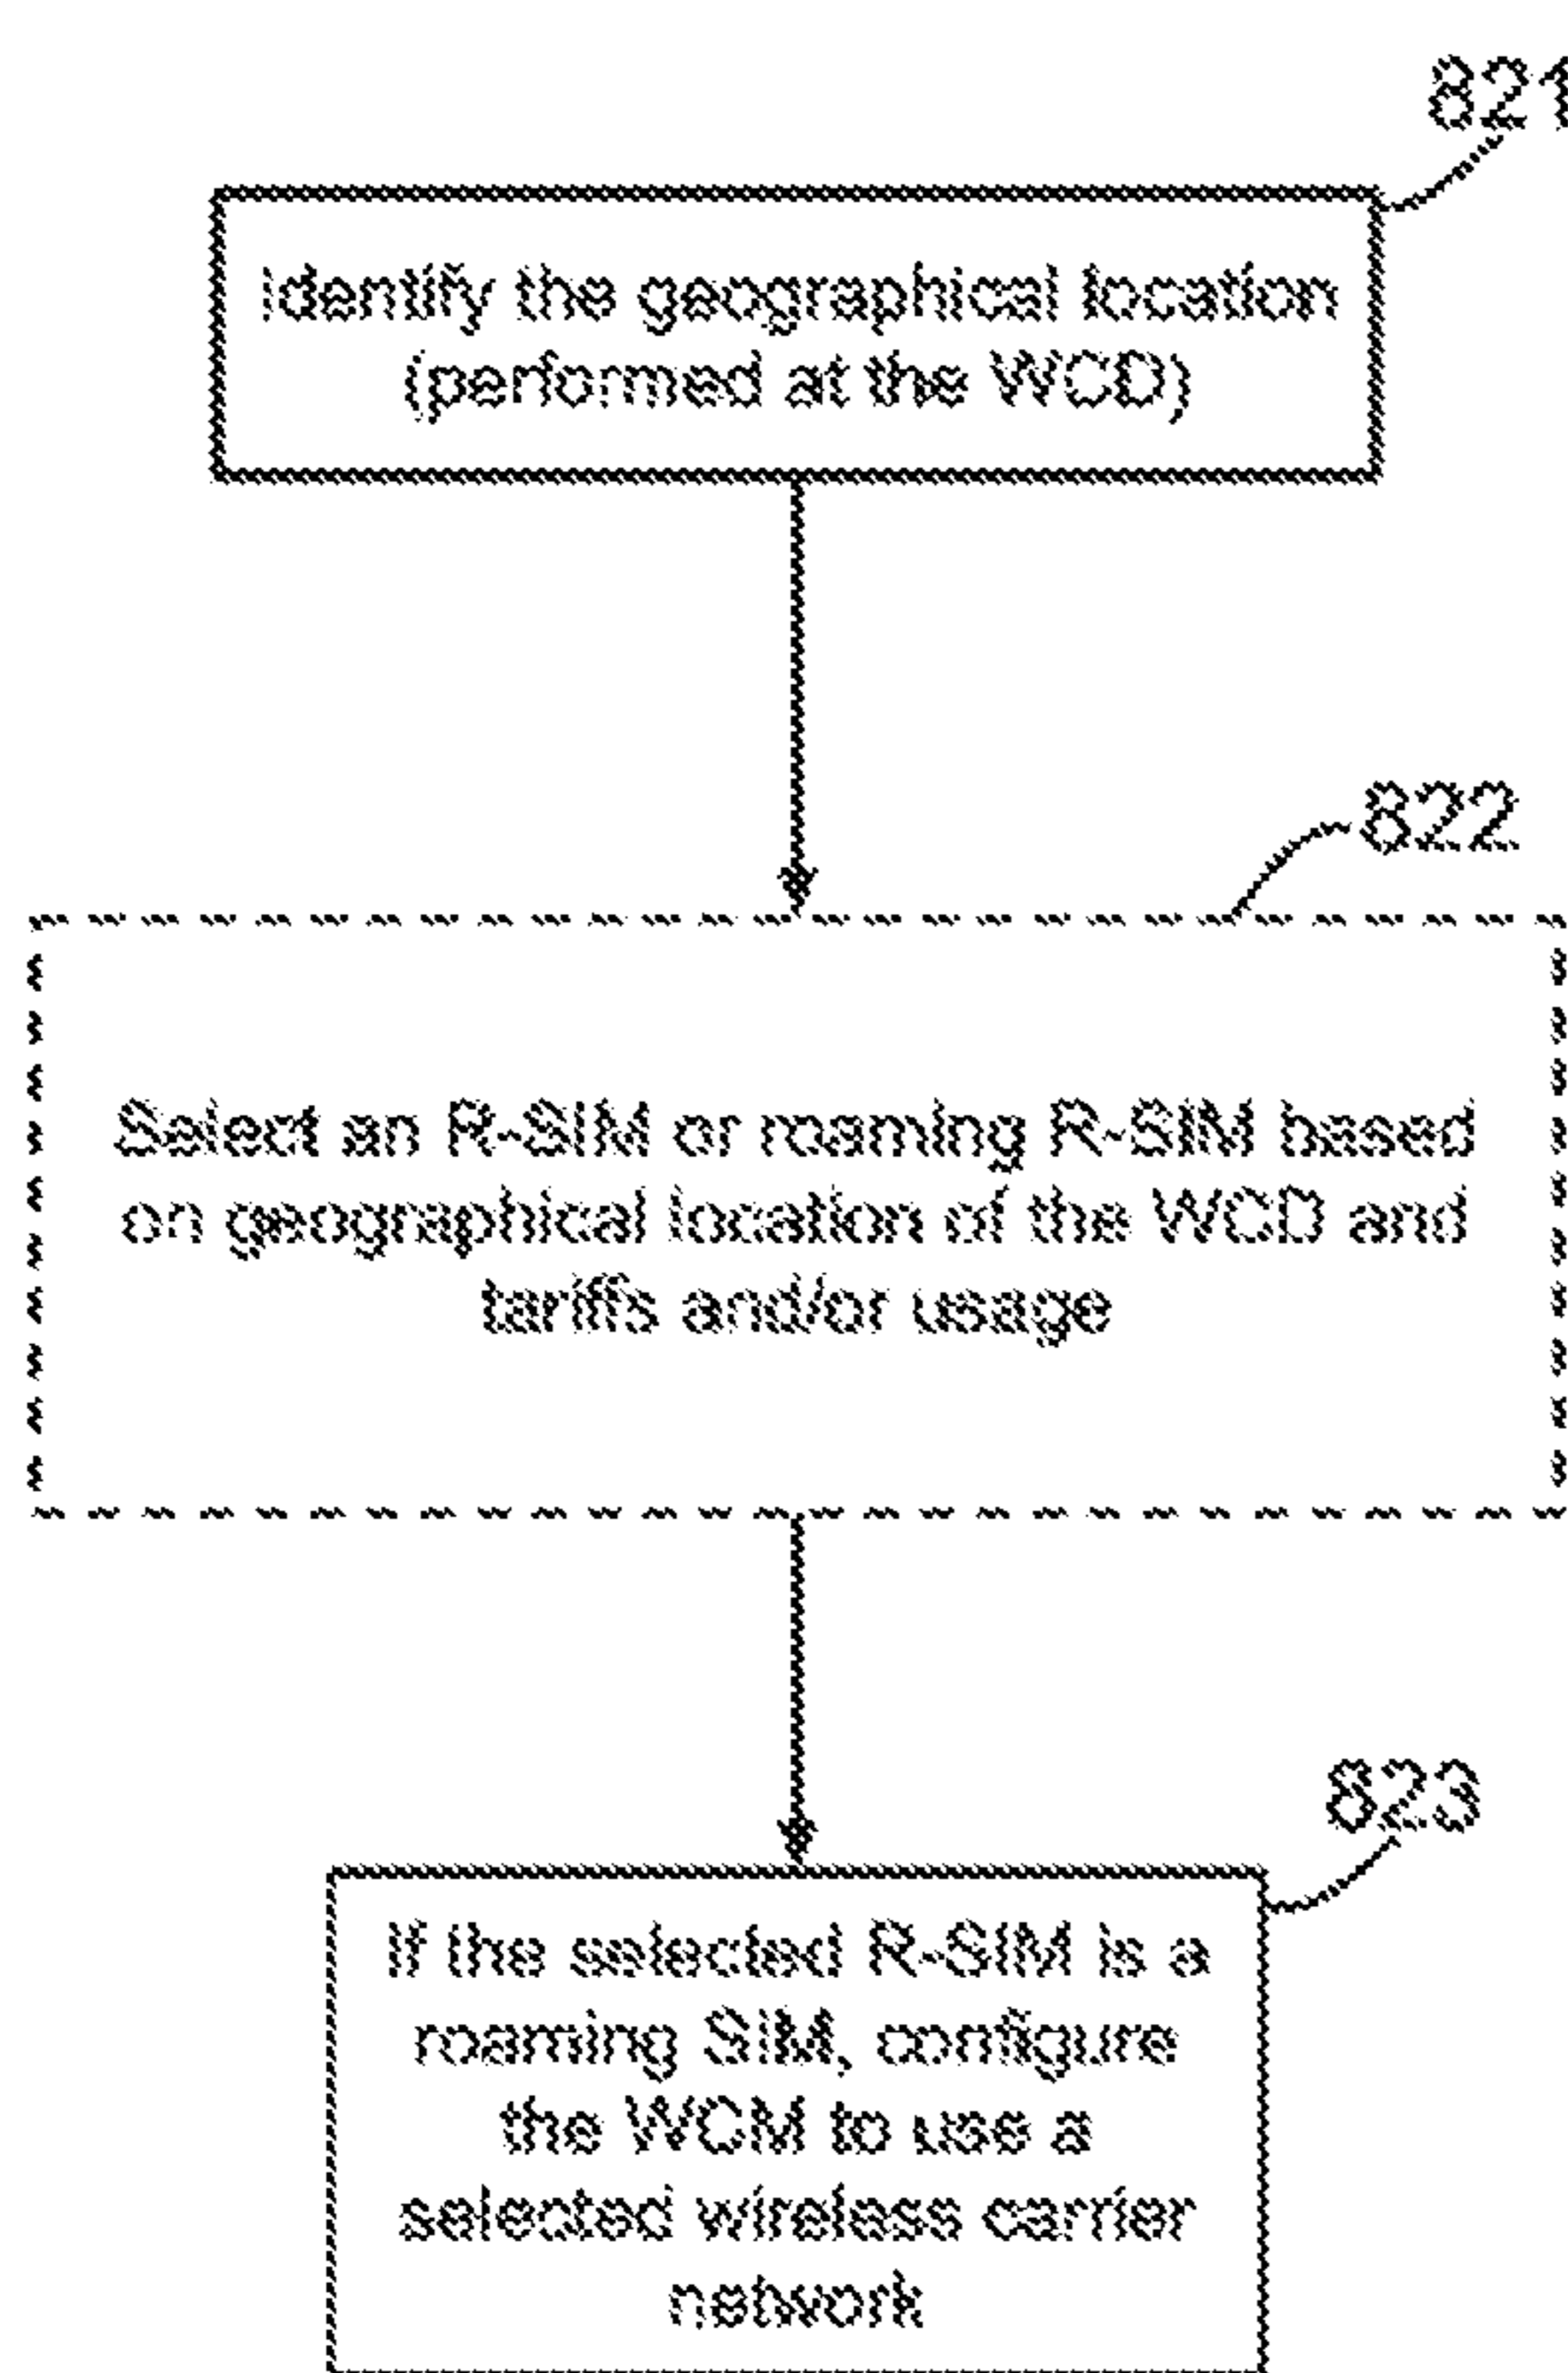 821
Identify the geographical location
(performed at the WCD)
822
Select an R-SIM or roaming R-SIM based
on geographical location of the WCD and
tariffs and/or usage
823
If the selected R-SIM is a
roaming SIM, configure
the WCM to use a
selected wireless carrier
network